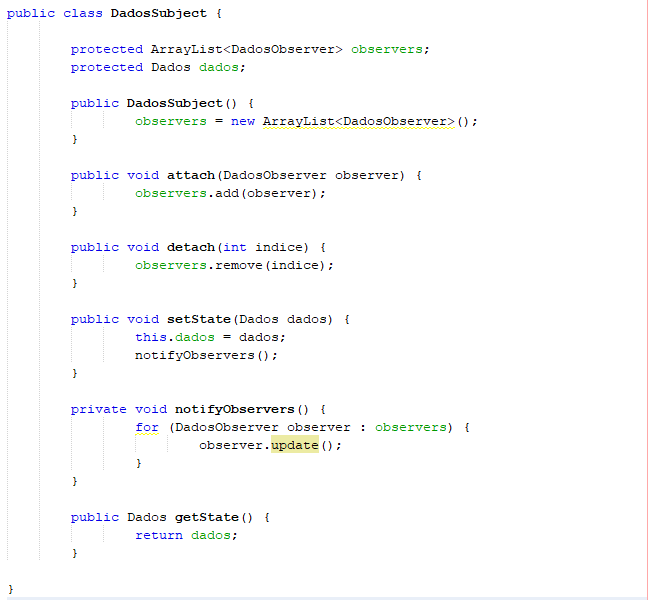 public class DadosSubject {
protected ArrayList<DadosObserver> observers;
protected Dados dados;
public DadosSubject() {
observers = new ArrayList<DadosObserver>();
}
public void attach(DadosObserver observer) {
observers.add(observer);
}
public void detach(int indice) {
observers.remove(indice);
}
public void setState(Dados dados) {
this.dados = dados;
notifyObservers();
}
private void notifyObservers() {
for (DadosObserver observer : observers) {
observer.update();
}
}
public Dados getState() {
return dados;
}
}